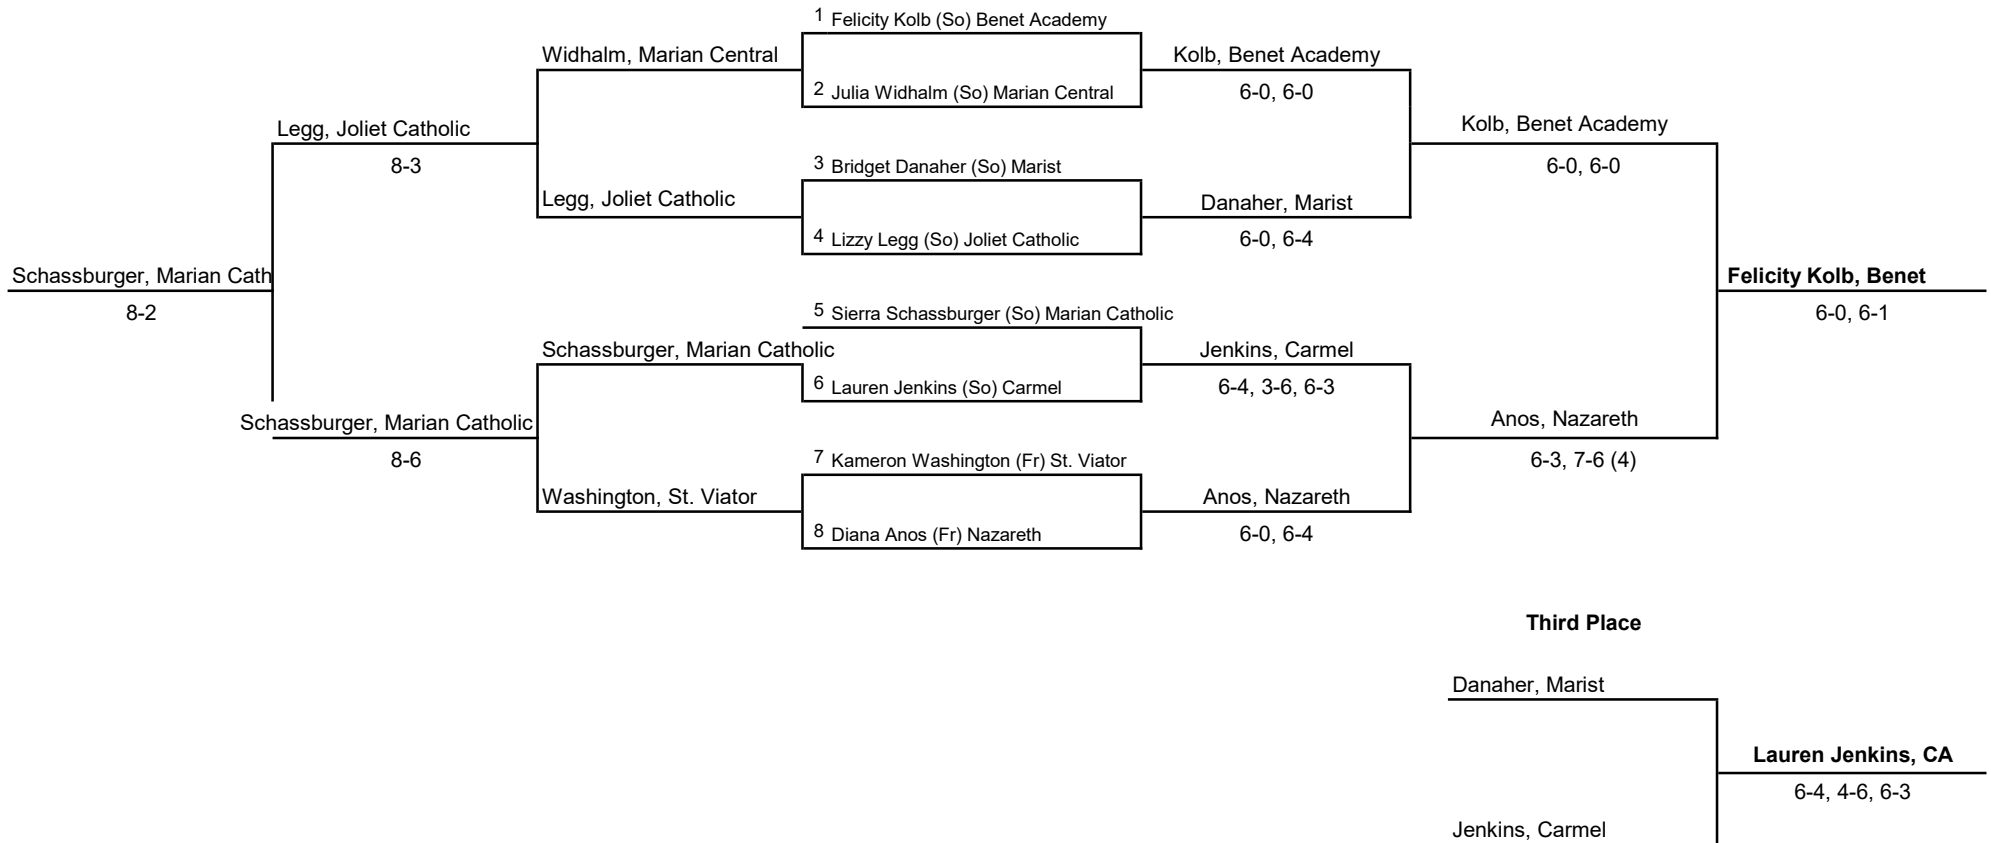 1 Felicity Kolb (So) Benet Academy
Widhalm, Marian Central
Kolb, Benet Academy
2 Julia Widhalm (So) Marian Central
6-0, 6-0
Legg, Joliet Catholic
Kolb, Benet Academy
8-3
3 Bridget Danaher (So) Marist
6-0, 6-0
Legg, Joliet Catholic
Danaher, Marist
4 Lizzy Legg (So) Joliet Catholic
6-0, 6-4
Schassburger, Marian Cath
Felicity Kolb, Benet
8-2
5 Sierra Schassburger (So) Marian Catholic
6-0, 6-1
Schassburger, Marian Catholic
Jenkins, Carmel
6 Lauren Jenkins (So) Carmel
6-4, 3-6, 6-3
Schassburger, Marian Catholic
Anos, Nazareth
8-6
7 Kameron Washington (Fr) St. Viator
6-3, 7-6 (4)
Washington, St. Viator
Anos, Nazareth
8 Diana Anos (Fr) Nazareth
6-0, 6-4
Third Place
Danaher, Marist
Lauren Jenkins, CA
6-4, 4-6, 6-3
Jenkins, Carmel